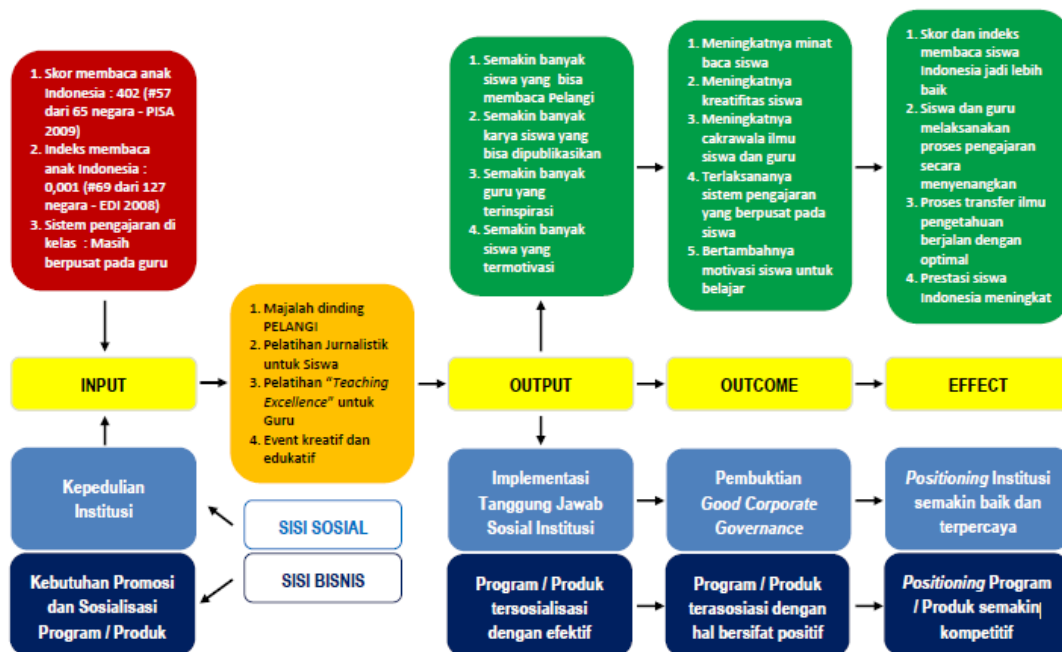 1. Skor membaca anak
Indonesia : 402 (#57
dari 65 negara - PISA
2009)
2. Indeks membaca
anak Indonesia :
0,001 (#69 dari 127
negara - EDI 2008)
3. Sistem pengajaran di
kelas : Masih
berpusat pada guru
1. Semakin banyak
siswa yang bisa
membaca Pelangi
2. Semakin banyak
karya siswa yang
bisa dipublikasikan
3. Semakin banyak
guru yang
terinspirasi
4. Semakin banyak
siswa yang
termotivasi
1. Meningkatnya minat
baca siswa
2. Meningkatnya
kreatifitas siswa
3. Meningkatnya
cakrawala ilmu
siswa dan guru
4. Terlaksananya
sistem pengajaran
yang berpusat pada
siswa
5. Bertambahnya
motivasi siswa untuk
belajar
1. Skor dan indeks
membaca siswa
Indonesia jadi lebih
baik
2. Siswa dan guru
melaksanakan
proses pengajaran
secara
menyenangkan
3. Proses transfer ilmu
pengetahuan
berjalan dengan
optimal
4. Prestasi siswa
Indonesia meningkat
INPUT
1. Majalah dinding
PELANGI
2. Pelatihan Jurnalistik
untuk Siswa
3. Pelatihan "Teaching
Excellence" untuk
Guru
4. Event kreatif dan
edukatif
OUTPUT
OUTCOME
EFFECT
Kepedulian
Institusi
SISI SOSIAL
Implementasi
Tanggung Jawab
Sosial Institusi
Pembuktian
Good Corporate
Governance
Positioning Institusi
semakin baik dan
terpercaya
Kebutuhan Promosi
dan Sosialisasi
Program / Produk
SISI BISNIS
Program / Produk
tersosialisasi
dengan efektif
Program / Produk
terasosiasi dengan
hal bersifat positif
Positioning Program
/ Produk semakin
kompetitif